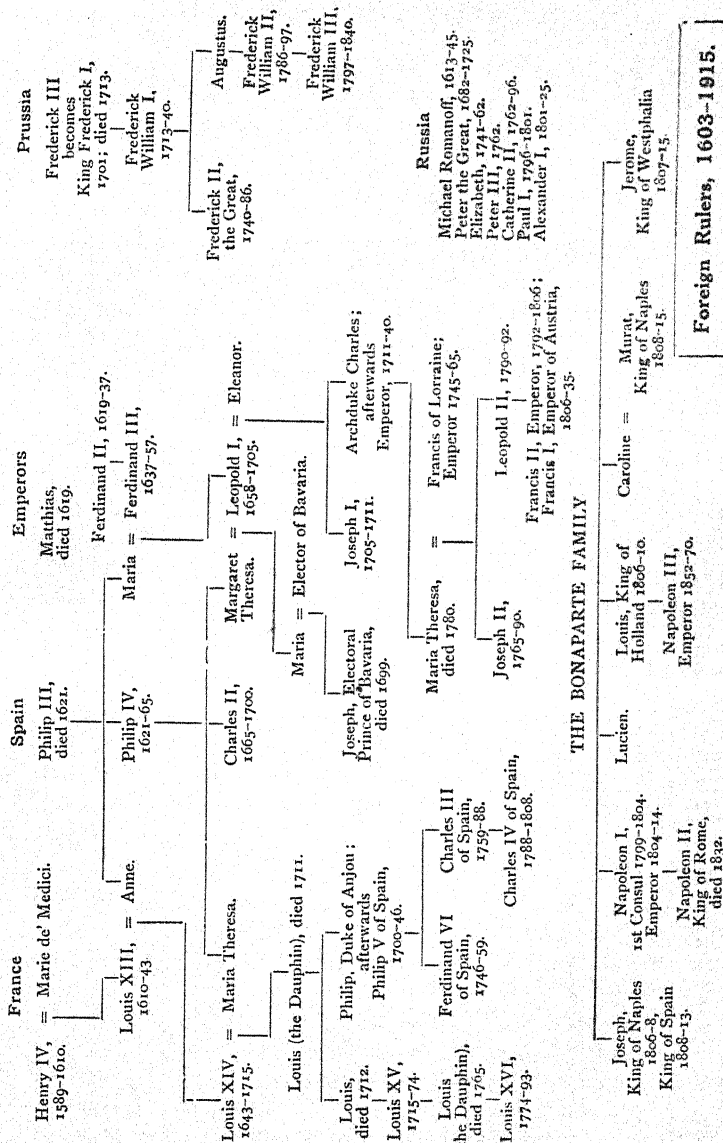 France
Henry IV,
1589–1610.
= Marie de' Medici.
Louis XIII,
1610–43
= Anne.
Louis XIV,
1643–1715.
= Maria Theresa.
Louis (the Dauphin), died 1711.
Louis,
died 1712.
Louis XV,
1715–74.
Louis
the Dauphin),
died 1765.
Louis XVI,
1774–93.
Philip, Duke of Anjou;
afterwards
Philip V of Spain,
1700–46.
Ferdinand VI
of Spain,
1746–59.
Charles III
of Spain,
1759–88.
Charles IV of Spain,
1788–1808.
Spain
Philip III,
died 1621.
Philip IV,
1621–65.
Charles II,
1665–1700.
Margaret
Theresa.
= Leopold I,
1658–1705.
= Eleanor.
Emperors
Matthias,
died 1619.
Ferdinand II, 1619–37.
Maria = Ferdinand III,
1637–57.
Maria = Elector of Bavaria.
Joseph, Electoral
Prince of Bavaria,
died 1699.
Joseph I,
1705–1711.
Archduke Charles;
afterwards
Emperor, 1711–40.
Maria Theresa,
died 1780.
=
Francis of Lorraine;
Emperor 1745–65.
Joseph II,
1765–90.
Leopold II, 1790–92.
Francis II, Emperor, 1792–1806;
Francis I, Emperor of Austria,
1806–35.
Prussia
Frederick III
becomes
King Frederick I,
1701; died 1713.
Frederick
William I,
1713–40.
Frederick II,
the Great,
1740–86.
Augustus.
Frederick
William II,
1786–97.
Frederick
William III,
1797–1840.
Russia
Michael Romanoff, 1613–45.
Peter the Great, 1682–1725.
Elizabeth, 1741–62.
Peter III, 1762.
Catherine II, 1762–96.
Paul I, 1796–1801.
Alexander I, 1801–25.
THE BONAPARTE FAMILY
Joseph,
King of Naples
1806–8,
King of Spain
1808–13.
Napoleon I,
1st Consul 1799–1804.
Emperor 1804–14.
Napoleon II,
King of Rome,
died 1832.
Lucien.
Louis, King of
Holland 1806–10.
Napoleon III,
Emperor 1852–70.
Caroline = Murat,
King of Naples
1808–15.
Jerome,
King of Westphalia
1807–15.
Foreign Rulers, 1603–1915.